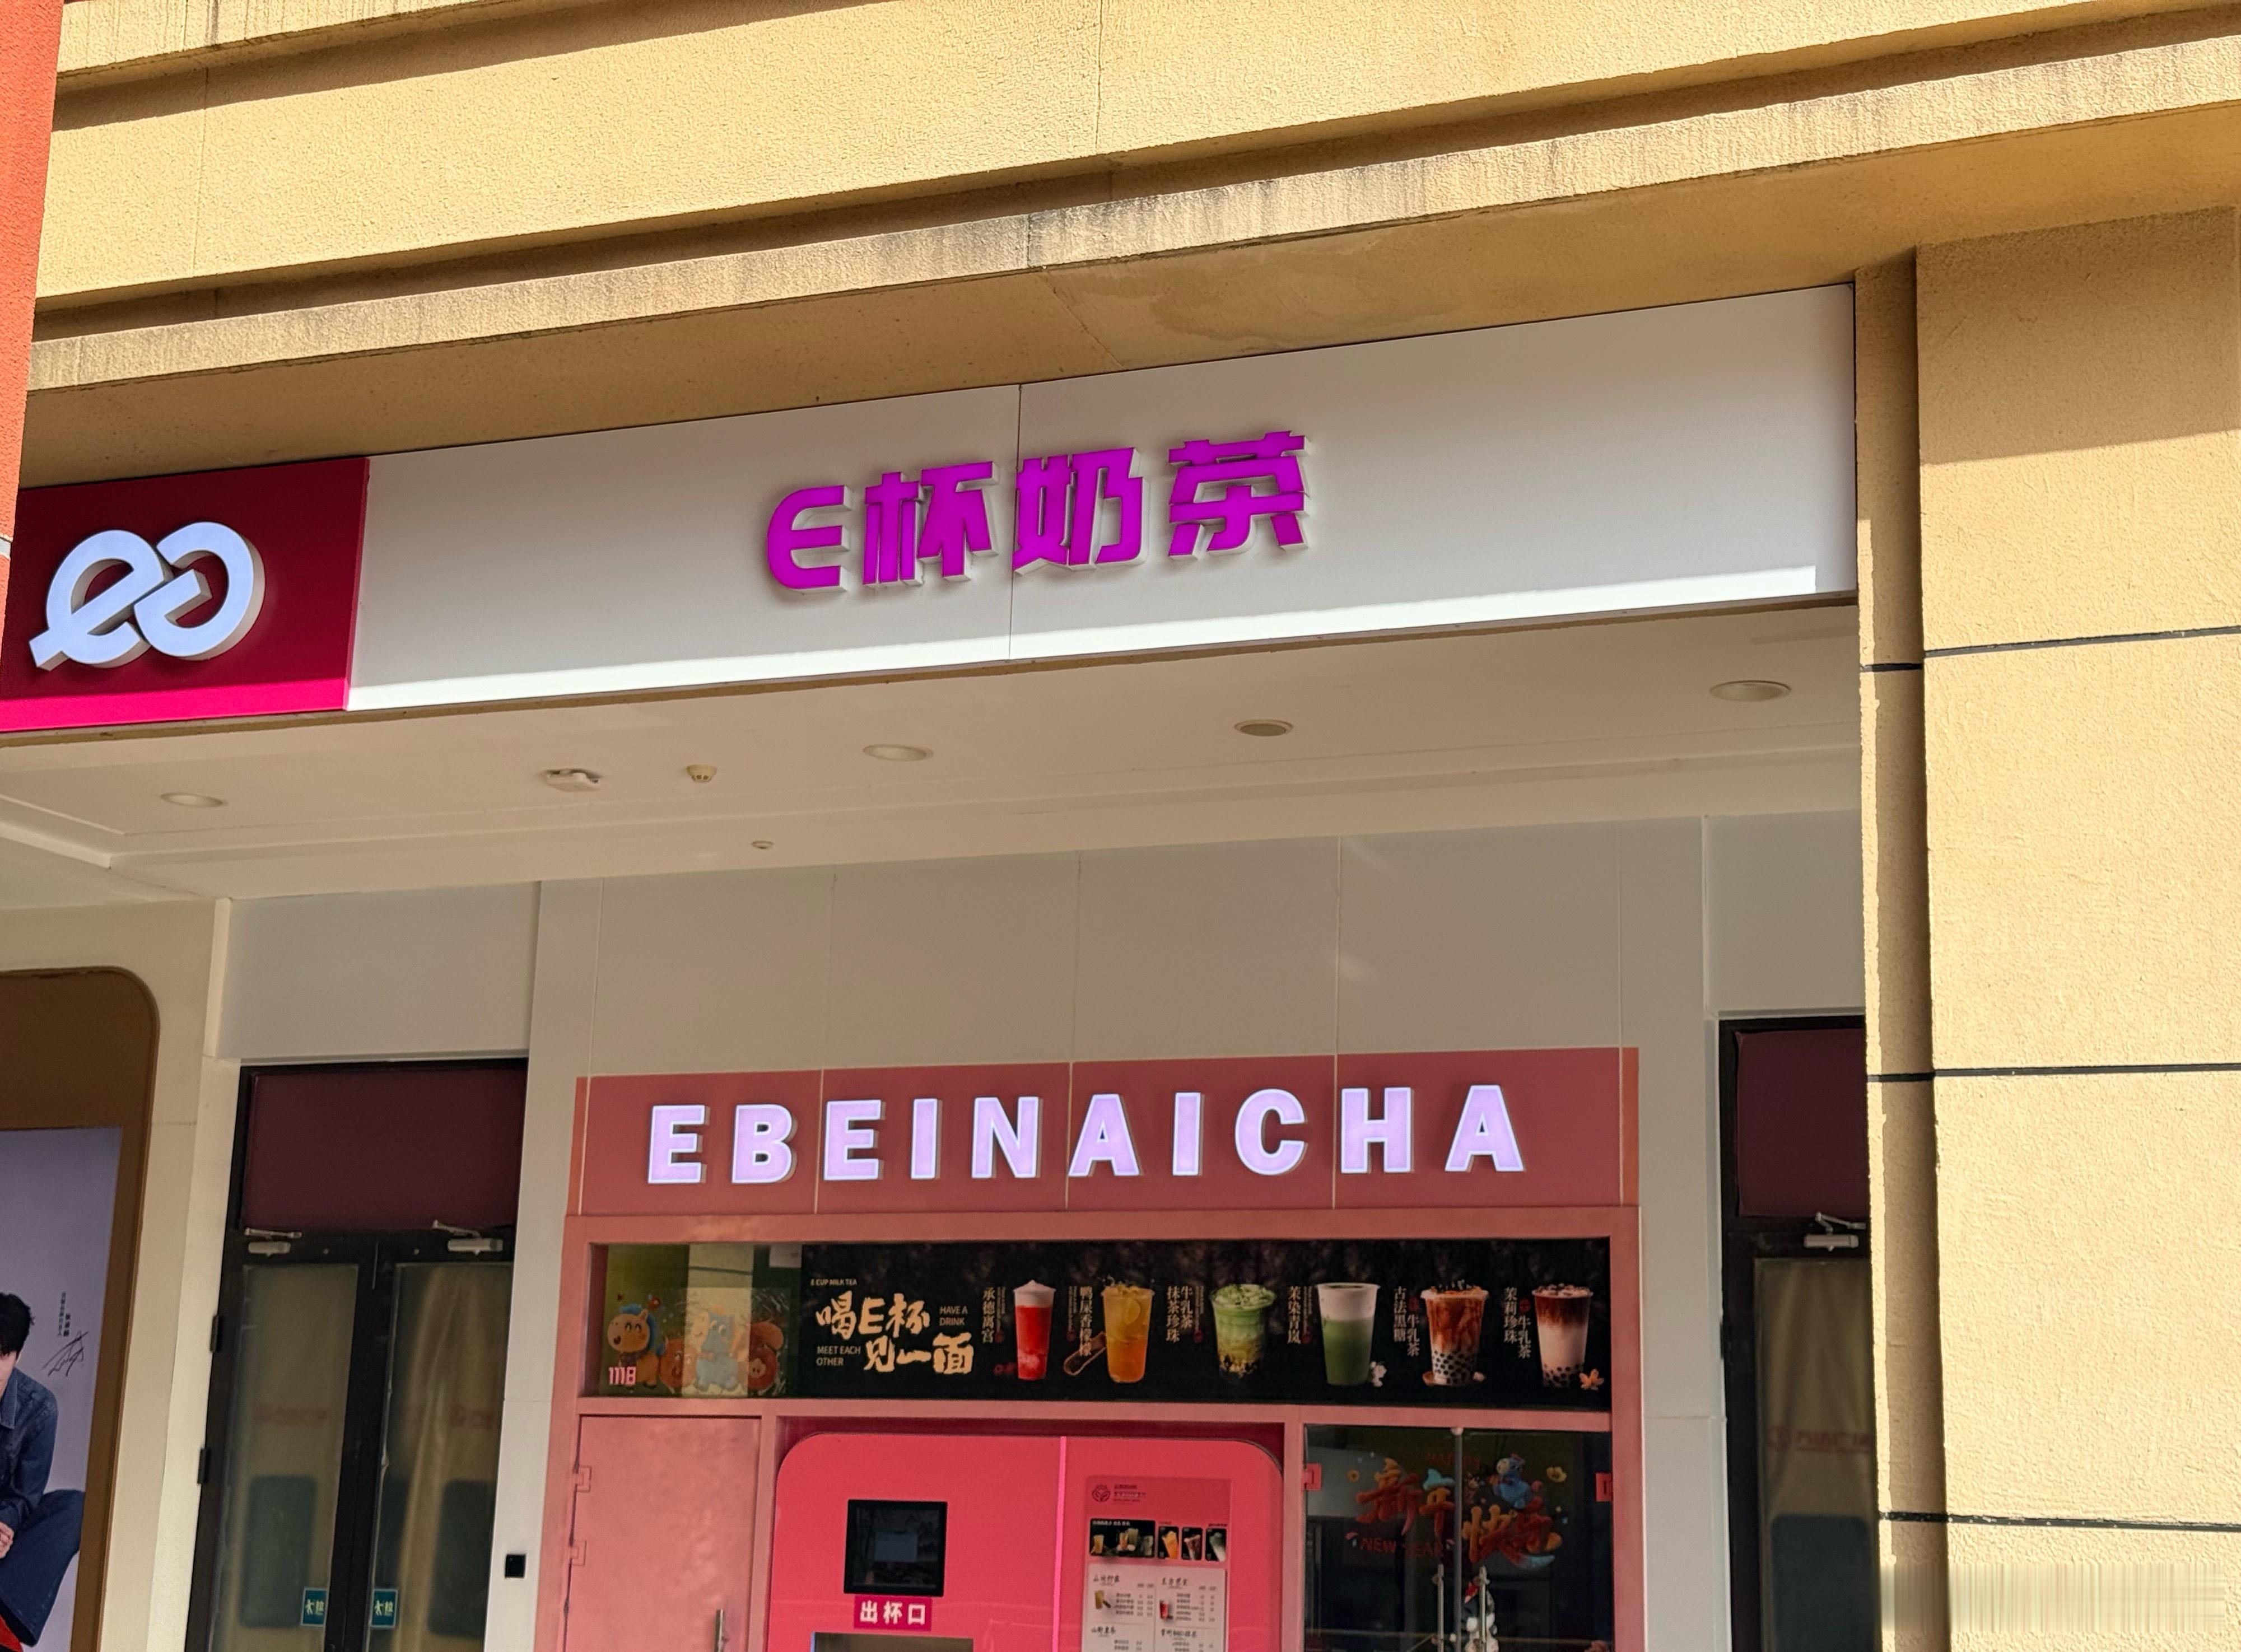 E杯奶茶
EBEINAICHA
E CUP MILK TEA
喝E杯
HAVE A
DRINK
MEET EACH
OTHER
见一面
承德离宫
鸭屎香柠檬
牛乳茶
抹茶珍珠
茉染青岚
古法黑糖
牛乳茶
茉莉珍珠
牛乳茶
1118
新年快乐
NEW YEAR
出杯口